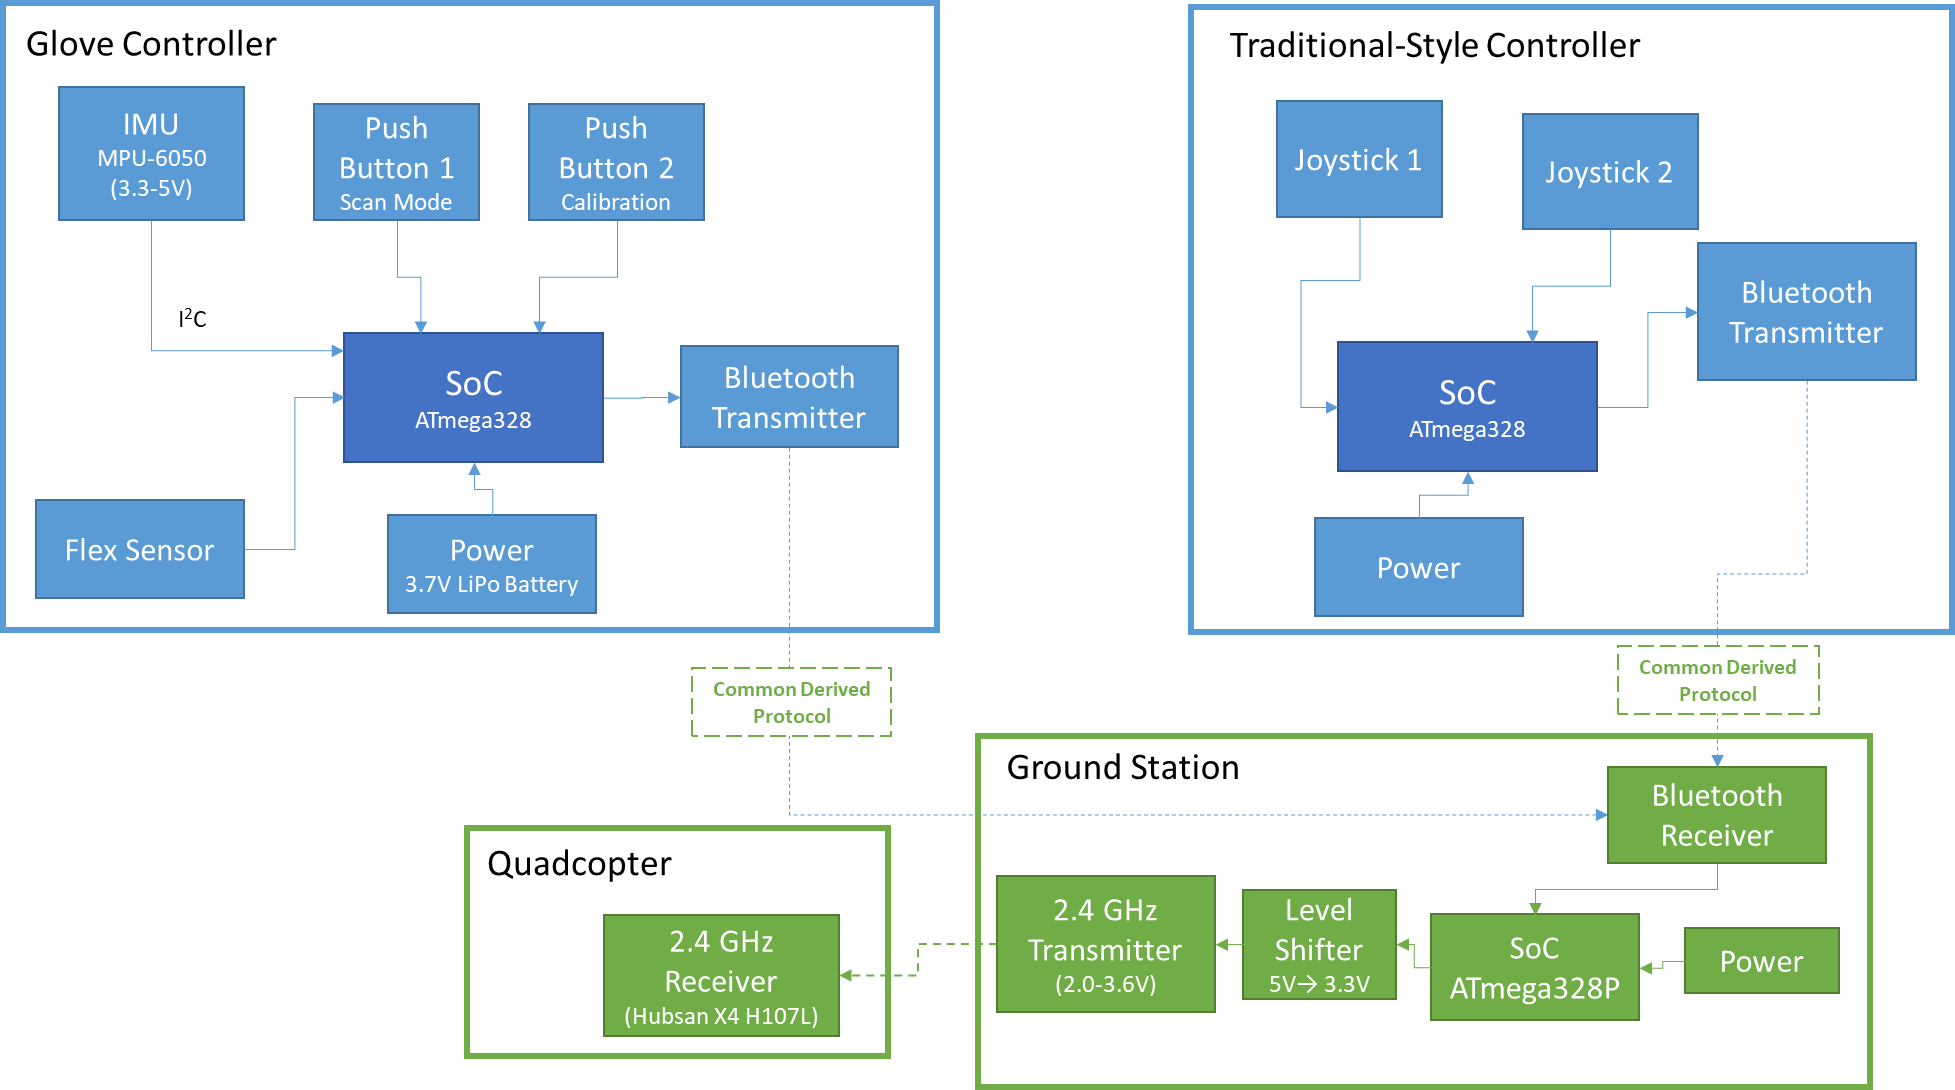 Glove Controller
IMU
MPU-6050
(3.3-5V)
Push
Button 1
Scan Mode
Push
Button 2
Calibration
I²C
SoC
ATmega328
Bluetooth
Transmitter
Flex Sensor
Power
3.7V LiPo Battery
Traditional-Style Controller
Joystick 1
Joystick 2
Bluetooth
Transmitter
SoC
ATmega328
Power
Common Derived
Protocol
Common Derived
Protocol
Ground Station
Bluetooth
Receiver
2.4 GHz
Transmitter
(2.0-3.6V)
Level
Shifter
5V→ 3.3V
SoC
ATmega328P
Power
Quadcopter
2.4 GHz
Receiver
(Hubsan X4 H107L)